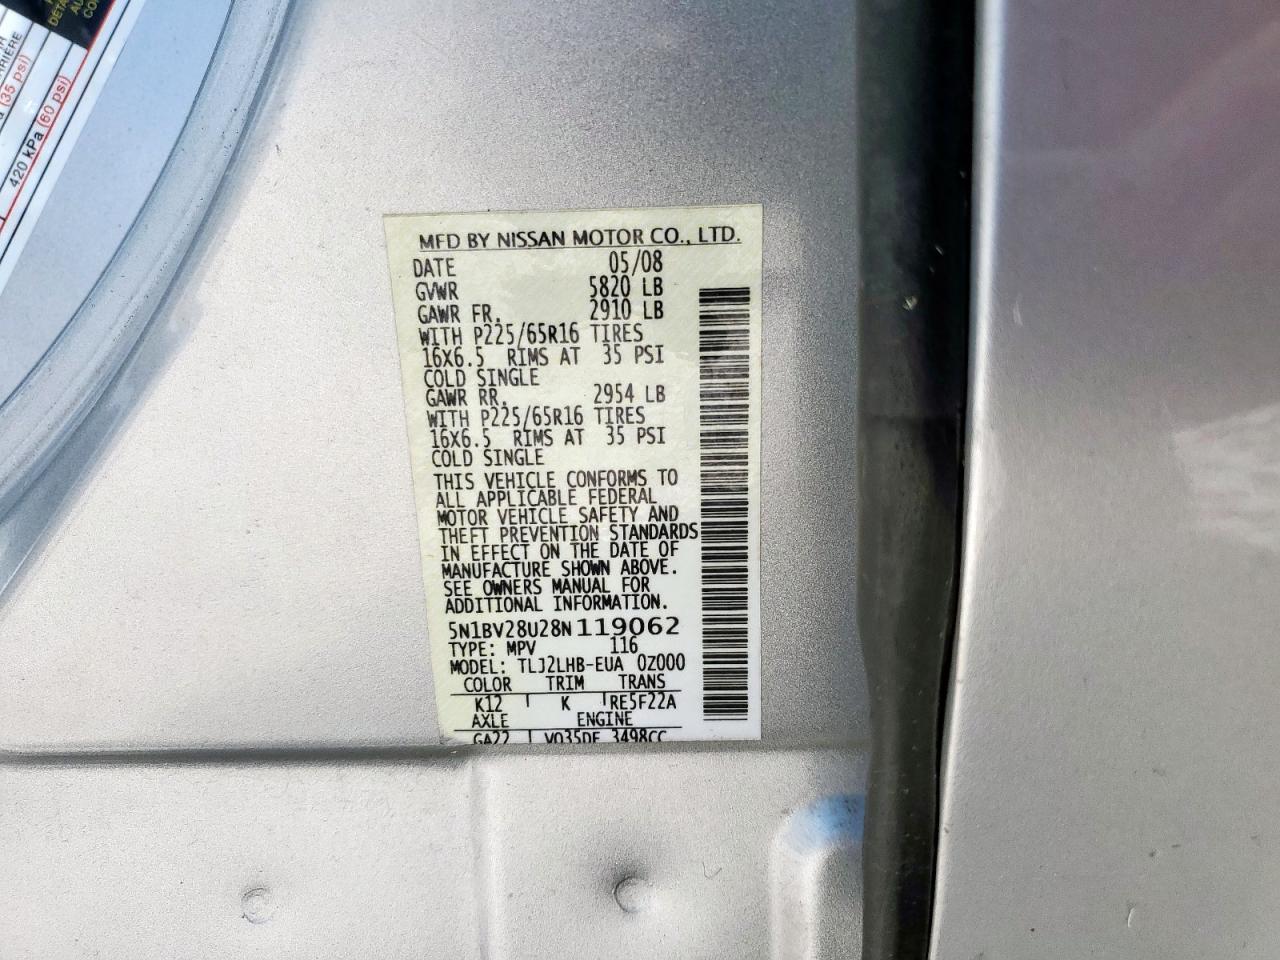 RRIÈRE
(35 psi)
420 kPa (60 psi)
MFD BY NISSAN MOTOR CO., LTD.
DATE 05/08
GVWR 5820 LB
GAWR FR. 2910 LB
WITH P225/65R16 TIRES
16X6.5 RIMS AT 35 PSI
COLD SINGLE
GAWR RR. 2954 LB
WITH P225/65R16 TIRES
16X6.5 RIMS AT 35 PSI
COLD SINGLE
THIS VEHICLE CONFORMS TO
ALL APPLICABLE FEDERAL
MOTOR VEHICLE SAFETY AND
THEFT PREVENTION STANDARDS
IN EFFECT ON THE DATE OF
MANUFACTURE SHOWN ABOVE.
SEE OWNERS MANUAL FOR
ADDITIONAL INFORMATION.
5N1BV28U28N119062
TYPE: MPV 116
MODEL: TLJ2LHB-EUA 0Z000
COLOR TRIM TRANS
K12 K RE5F22A
AXLE ENGINE
GA22 VQ35DE 3498CC